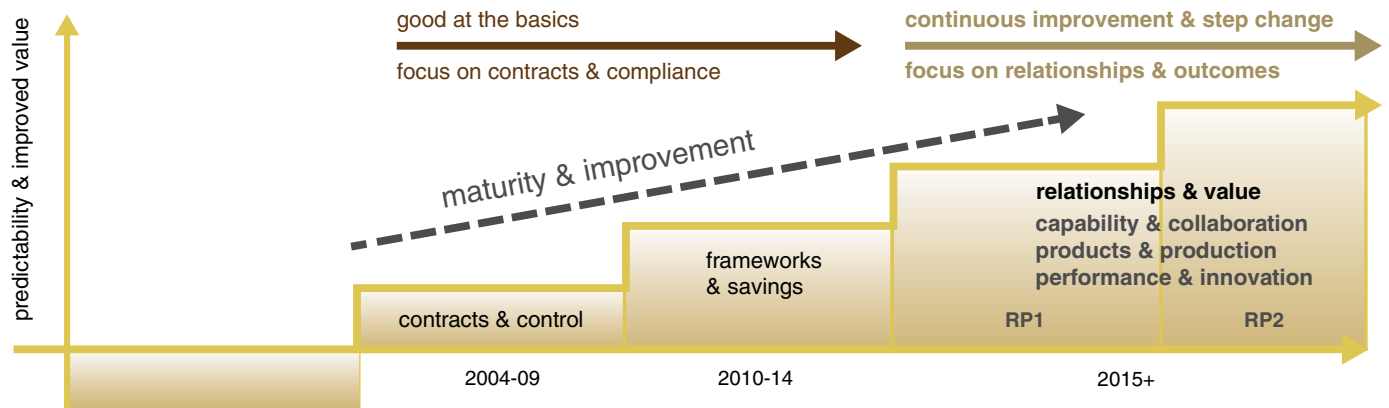 good at the basics
focus on contracts & compliance
continuous improvement & step change
focus on relationships & outcomes
predictability & improved value
maturity & improvement
contracts & control
frameworks
& savings
relationships & value
capability & collaboration
products & production
performance & innovation
RP1
RP2
2004-09
2010-14
2015+